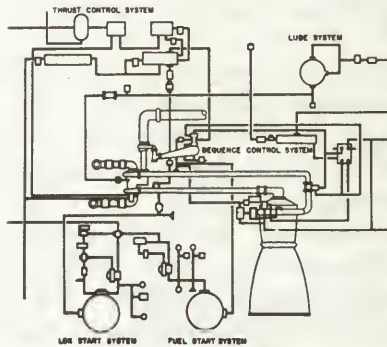 THRUST CONTROL SYSTEM
LUBE SYSTEM
SEQUENCE CONTROL SYSTEM
LOX START SYSTEM
FUEL START SYSTEM